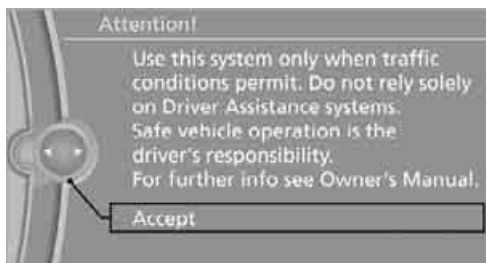 Attention!
Use this system only when traffic
conditions permit. Do not rely solely
on Driver Assistance systems.
Safe vehicle operation is the
driver's responsibility.
For further info see Owner's Manual.
Accept